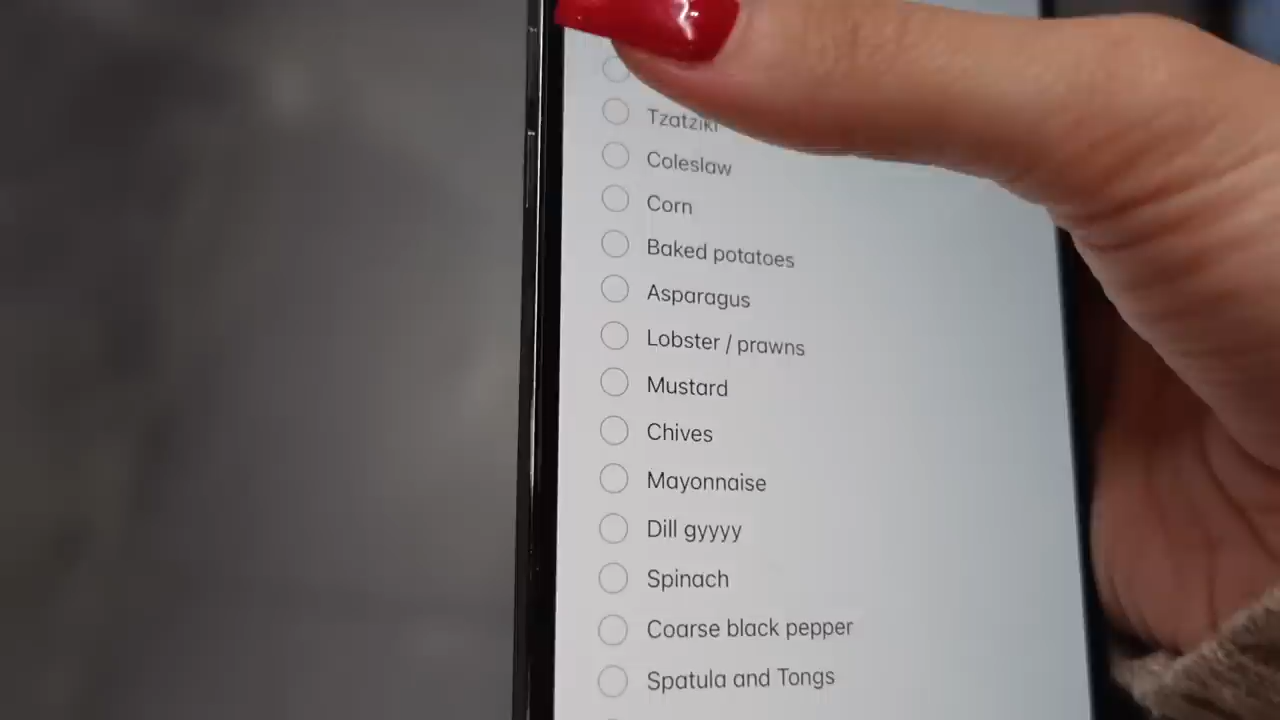 Tzatziki
Coleslaw
Corn
Baked potatoes
Asparagus
Lobster / prawns
Mustard
Chives
Mayonnaise
Dill gyyyy
Spinach
Coarse black pepper
Spatula and Tongs